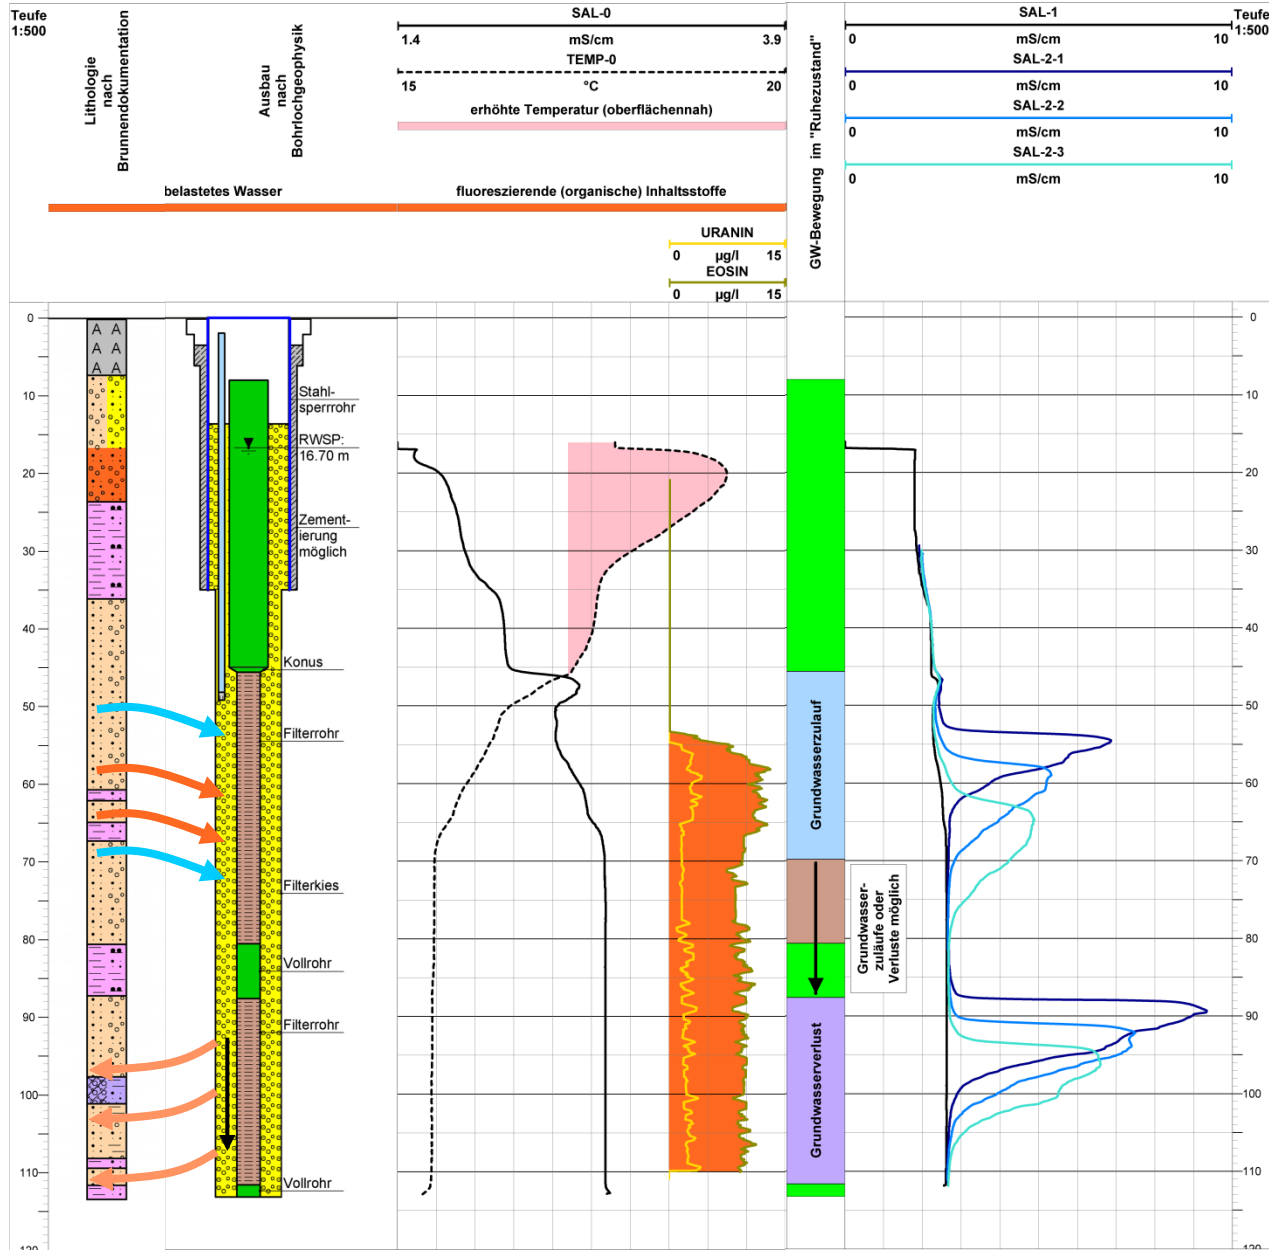 Teufe
1:500
Lithologie
nach
Brunnendokumentation
Ausbau
nach
Bohrlochgeophysik
SAL-0
1.4 mS/cm 3.9
TEMP-0
15 °C 20
erhöhte Temperatur (oberflächennah)
belastetes Wasser
fluoreszierende (organische) Inhaltsstoffe
URANIN
0 µg/l 15
EOSIN
0 µg/l 15
GW-Bewegung im "Ruhezustand"
SAL-1
0 mS/cm 10
SAL-2-1
0 mS/cm 10
SAL-2-2
0 mS/cm 10
SAL-2-3
0 mS/cm 10
Teufe
1:500
0
10
20
30
40
50
60
70
80
90
100
110
120
A A
A A
A A
Stahl-
sperrrohr
RWSP:
16.70 m
Zement-
ierung
möglich
Konus
Filterrohr
Filterkies
Vollrohr
Filterrohr
Vollrohr
Grundwasserzulauf
Grundwasser-
zuläufe oder
Verluste möglich
Grundwasserverlust
0
10
20
30
40
50
60
70
80
90
100
110
120